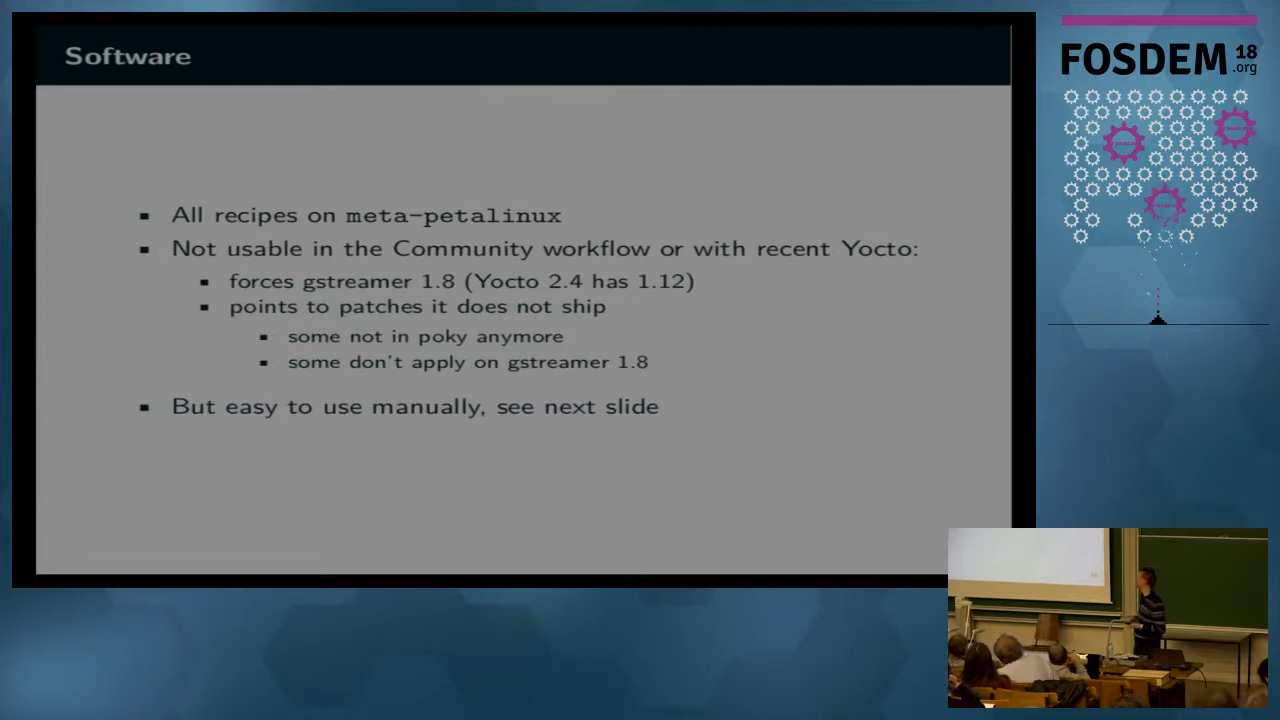 Software
▪ All recipes on meta-petalinux
▪ Not usable in the Community workflow or with recent Yocto:
▪ forces gstreamer 1.8 (Yocto 2.4 has 1.12)
▪ points to patches it does not ship
▪ some not in poky anymore
▪ some don't apply on gstreamer 1.8
▪ But easy to use manually, see next slide
FOSDEM 18 .org